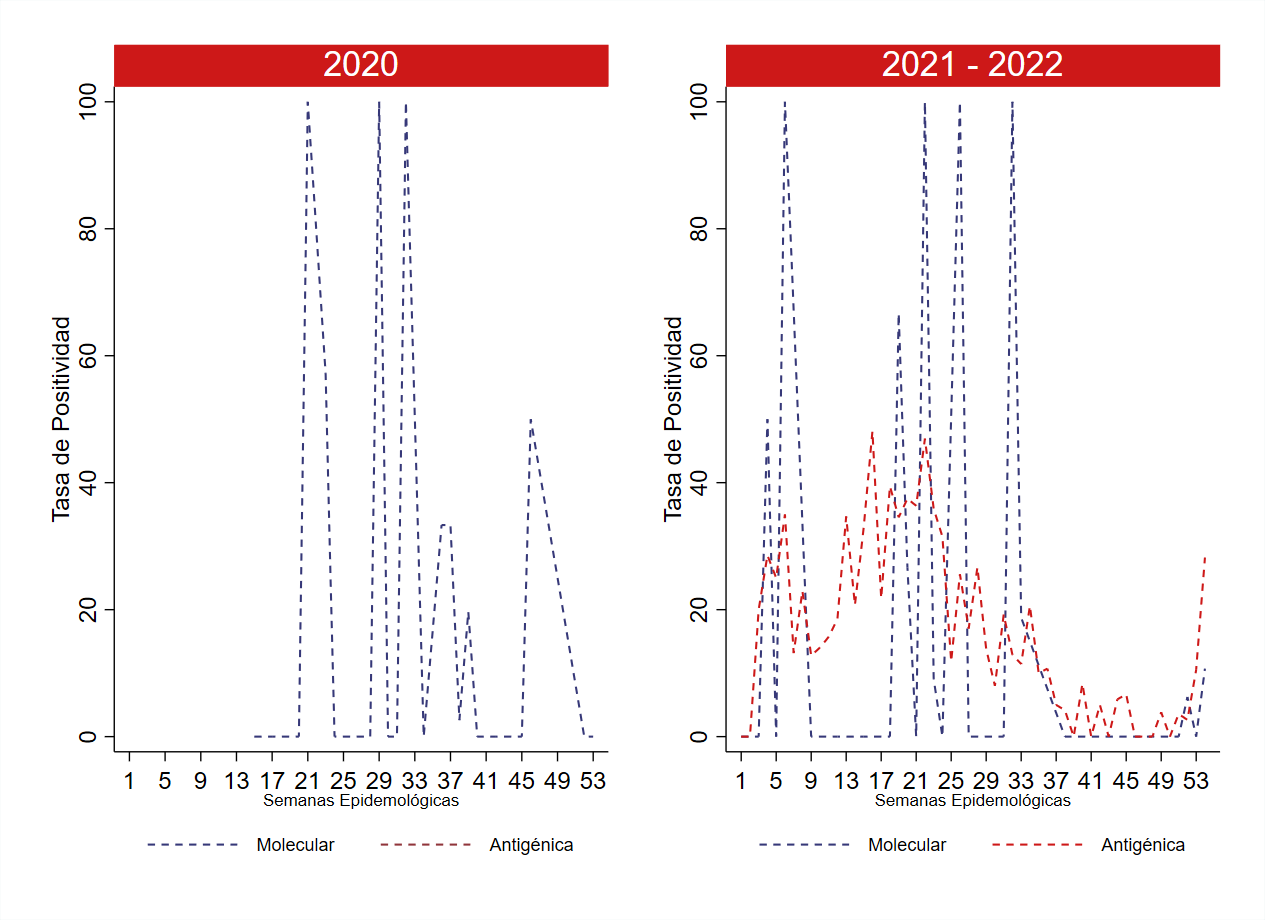 2020
Tasa de Positividad
100
80
60
40
20
0
1 5 9 13 17 21 25 29 33 37 41 45 49 53
Semanas Epidemológicas
Molecular Antigénica
2021 - 2022
Tasa de Positividad
100
80
60
40
20
0
1 5 9 13 17 21 25 29 33 37 41 45 49 53
Semanas Epidemológicas
Molecular Antigénica